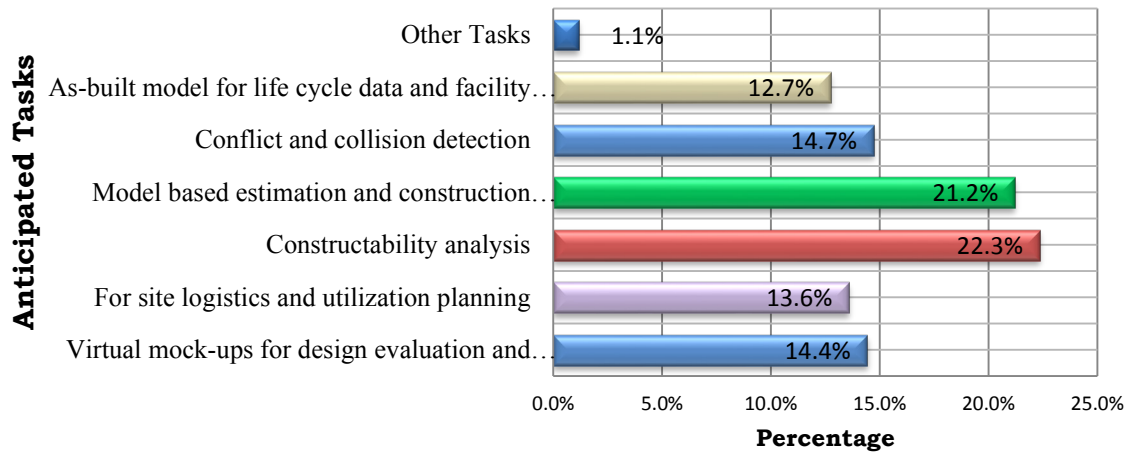 Anticipated Tasks
Other Tasks
1.1%
As-built model for life cycle data and facility…
12.7%
Conflict and collision detection
14.7%
Model based estimation and construction…
21.2%
Constructability analysis
22.3%
For site logistics and utilization planning
13.6%
Virtual mock-ups for design evaluation and…
14.4%
0.0% 5.0% 10.0% 15.0% 20.0% 25.0%
Percentage